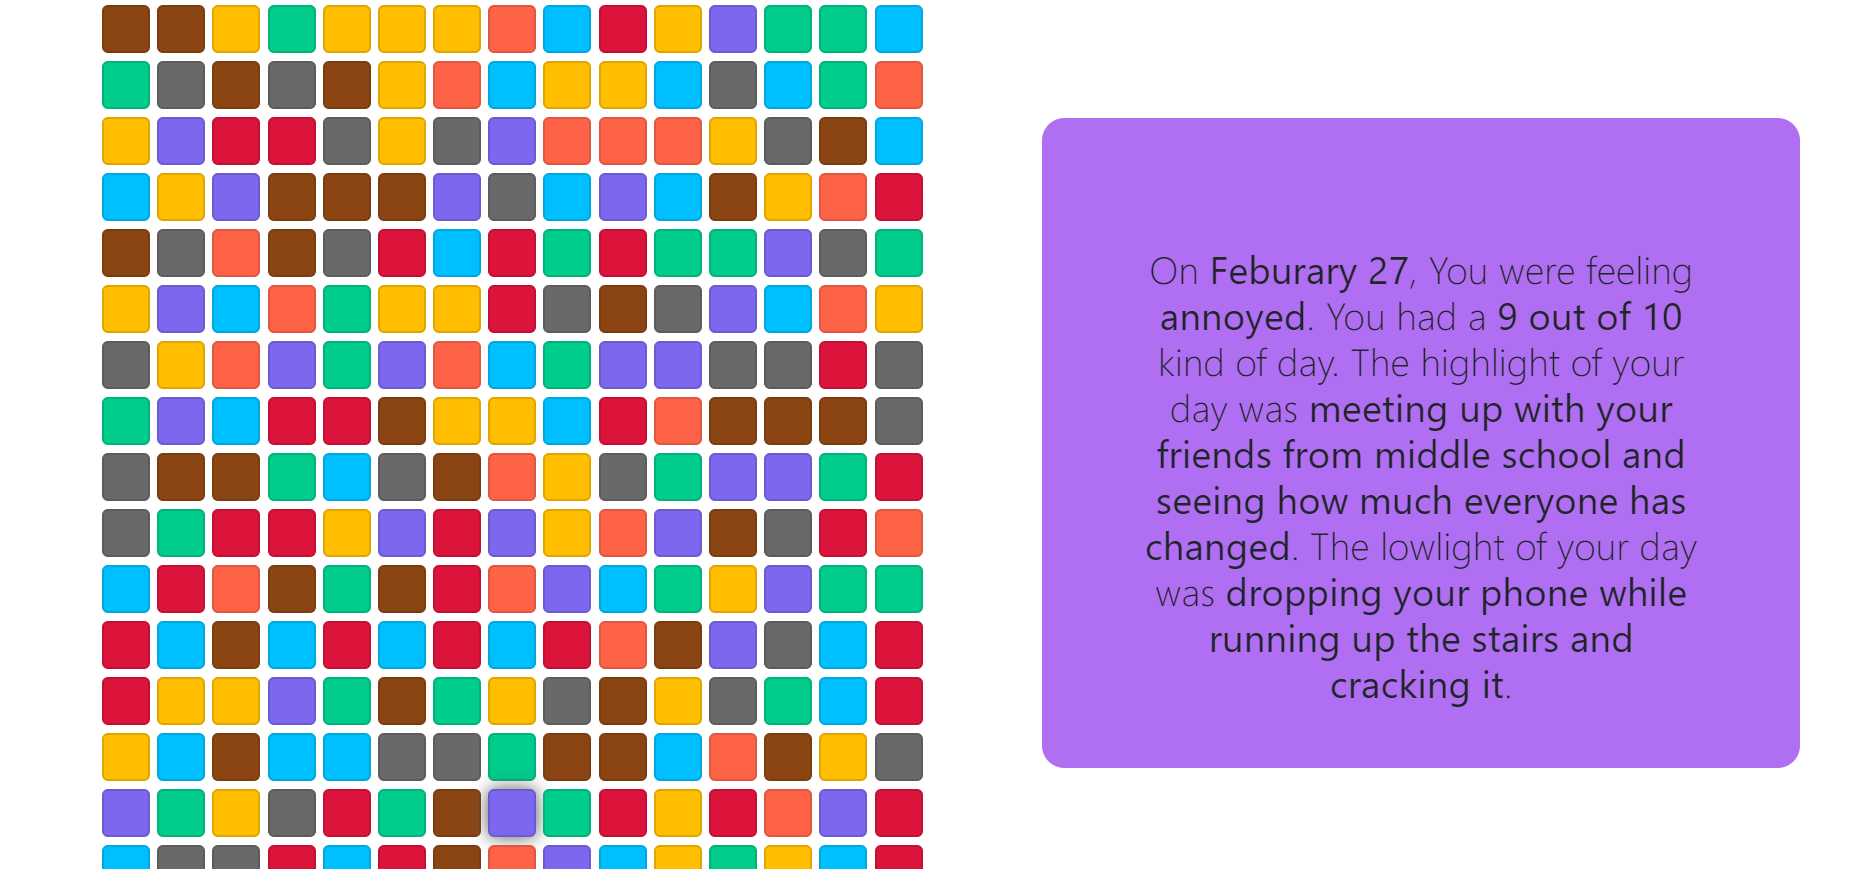 On Feburary 27, You were feeling
annoyed. You had a 9 out of 10
kind of day. The highlight of your
day was meeting up with your
friends from middle school and
seeing how much everyone has
changed. The lowlight of your day
was dropping your phone while
running up the stairs and
cracking it.